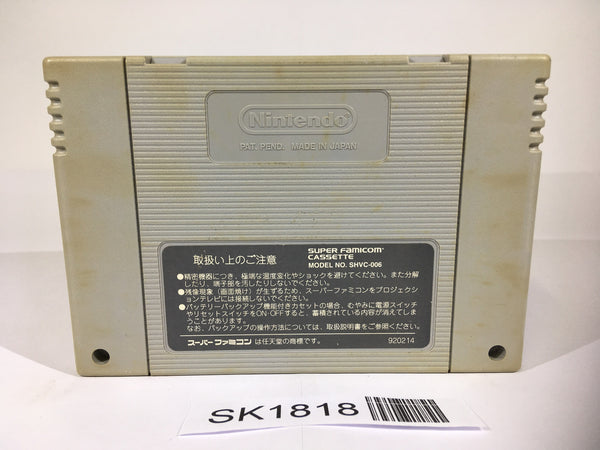 Nintendo
PAT. PEND. MADE IN JAPAN
取扱い上のご注意
SUPER FAMICOM
CASSETTE
MODEL NO. SHVC-006
●精密機器につき、極端な温度変化やショックを避けてください。また分解
したり、端子部を汚したりしないでください。
●残像現象（画面焼け）が生ずるため、スーパーファミコンをプロジェクショ
ンテレビには接続しないでください。
●バッテリーバックアップ機能付きカセットの場合、むやみに電源スイッチ
やリセットスイッチをON・OFFすると、蓄積されている内容が消えてしま
うことがあります。
なお、バックアップの操作方法については、取扱説明書をご参照ください。
スーパーファミコン は任天堂の商標です。
920214
SK1818